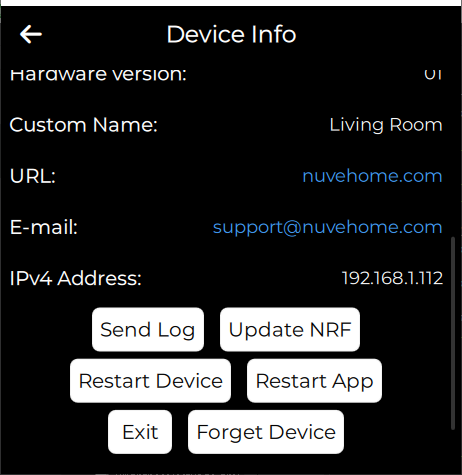 Device Info
Hardware version: 01
Custom Name: Living Room
URL: nuvehome.com
E-mail: support@nuvehome.com
IPv4 Address: 192.168.1.112
Send Log Update NRF
Restart Device Restart App
Exit Forget Device